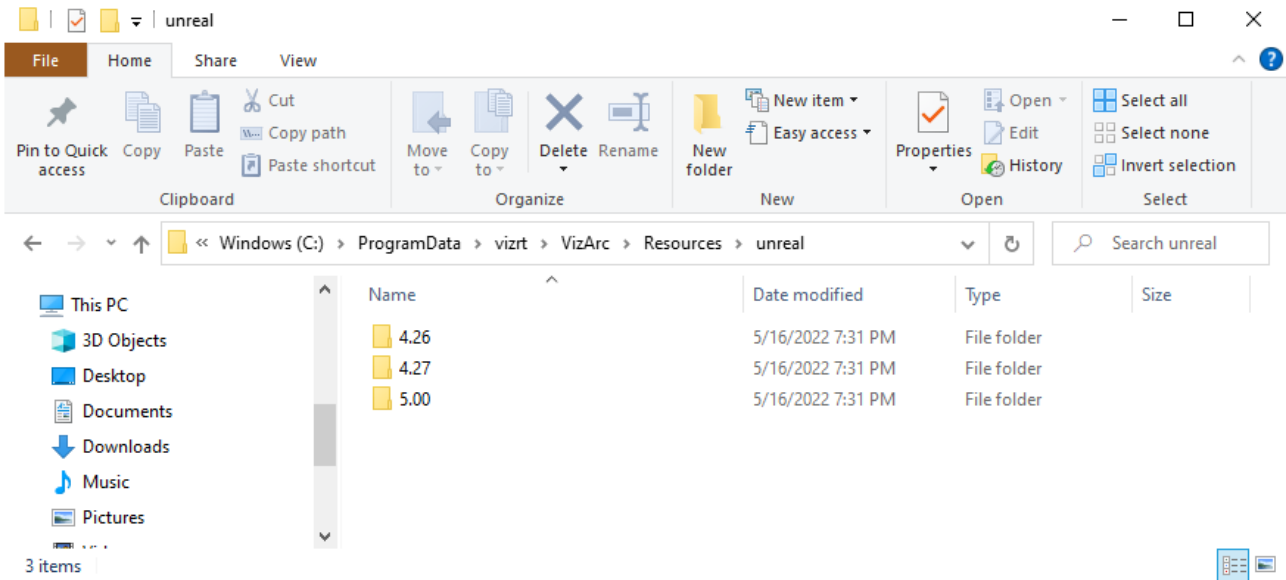 unreal
File Home Share View
Pin to Quick access
Copy
Paste
Cut
Copy path
Paste shortcut
Clipboard
Move to
Copy to
Delete
Rename
Organize
New folder
New item
Easy access
New
Properties
Open
Edit
History
Open
Select all
Select none
Invert selection
Select
« Windows (C:) › ProgramData › vizrt › VizArc › Resources › unreal
Search unreal
This PC
3D Objects
Desktop
Documents
Downloads
Music
Pictures
Name Date modified Type Size
4.26 5/16/2022 7:31 PM File folder
4.27 5/16/2022 7:31 PM File folder
5.00 5/16/2022 7:31 PM File folder
3 items